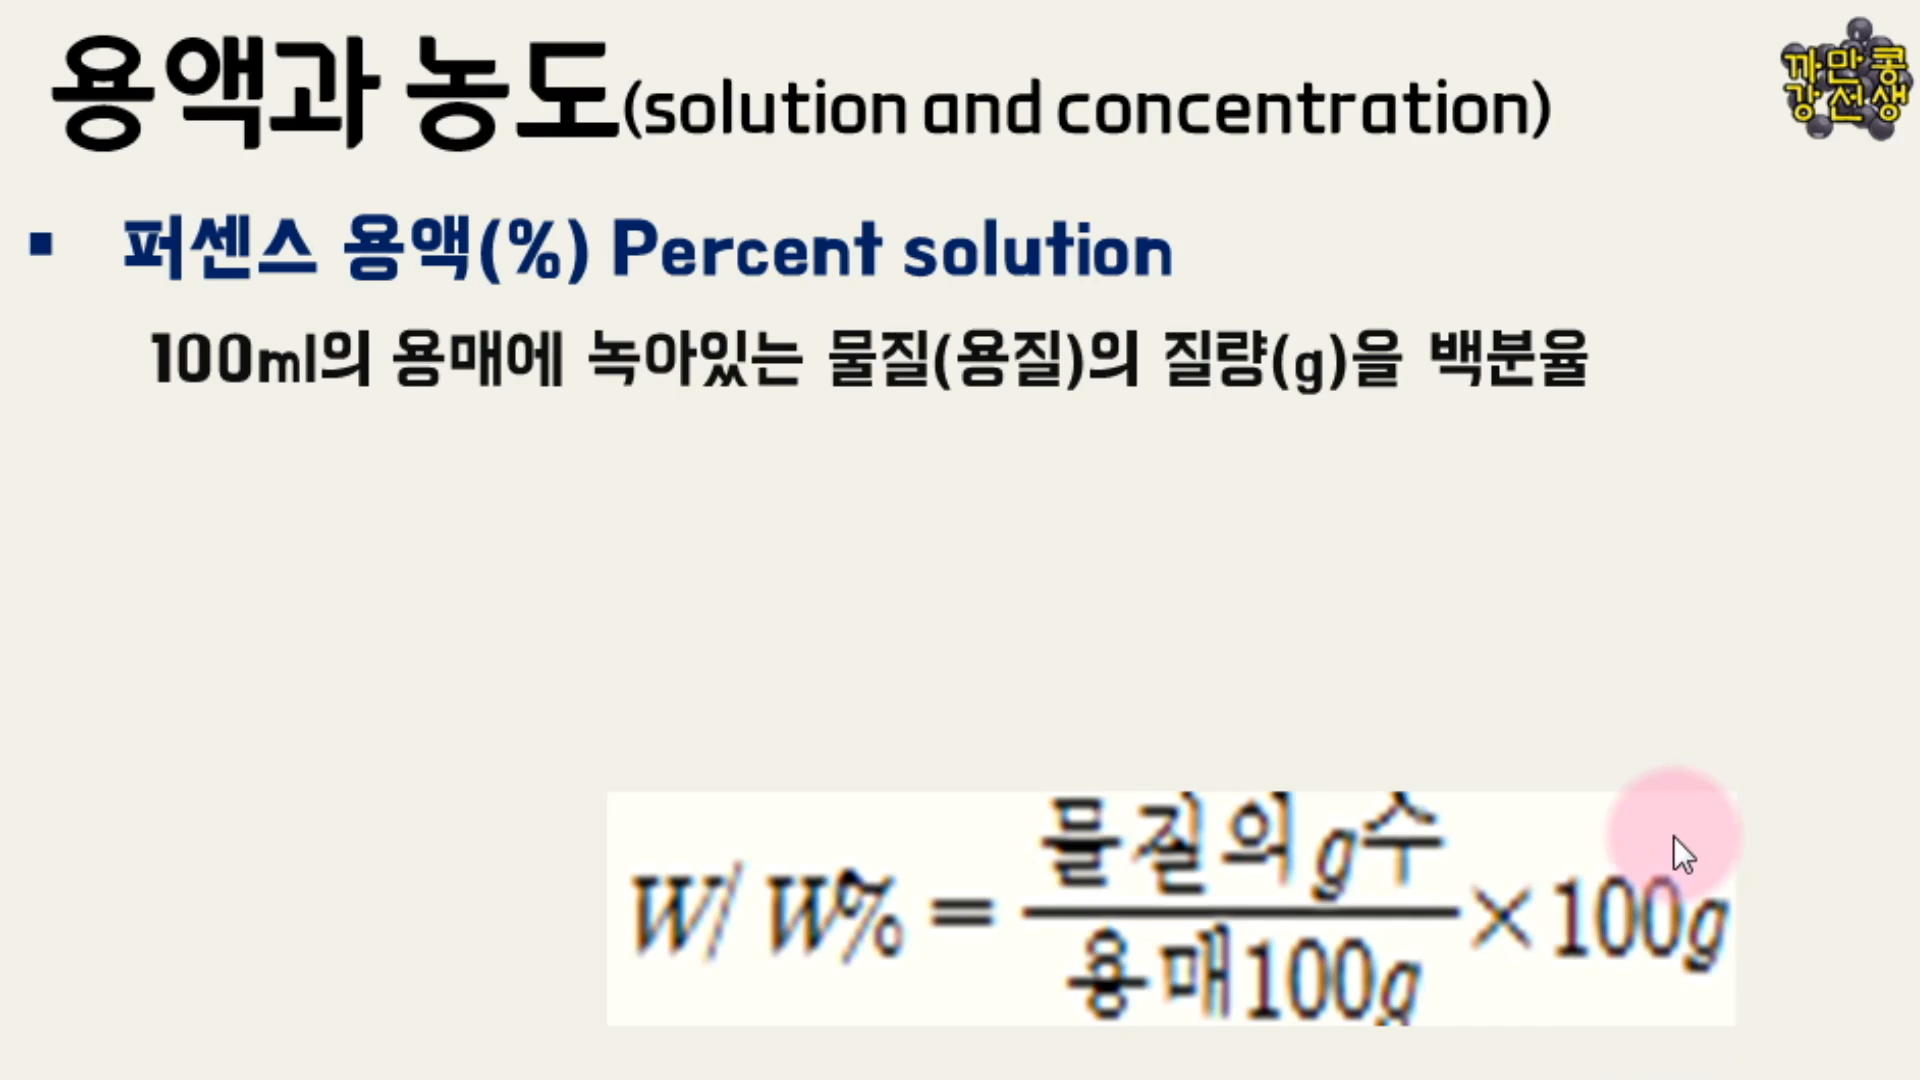 용액과 농도(solution and concentration)
까만콩
강선생
▪ 퍼센스 용액(%) Percent solution
100ml의 용매에 녹아있는 물질(용질)의 질량(g)을 백분율
물질의 g수
W/ W% = ×100g
용매100g